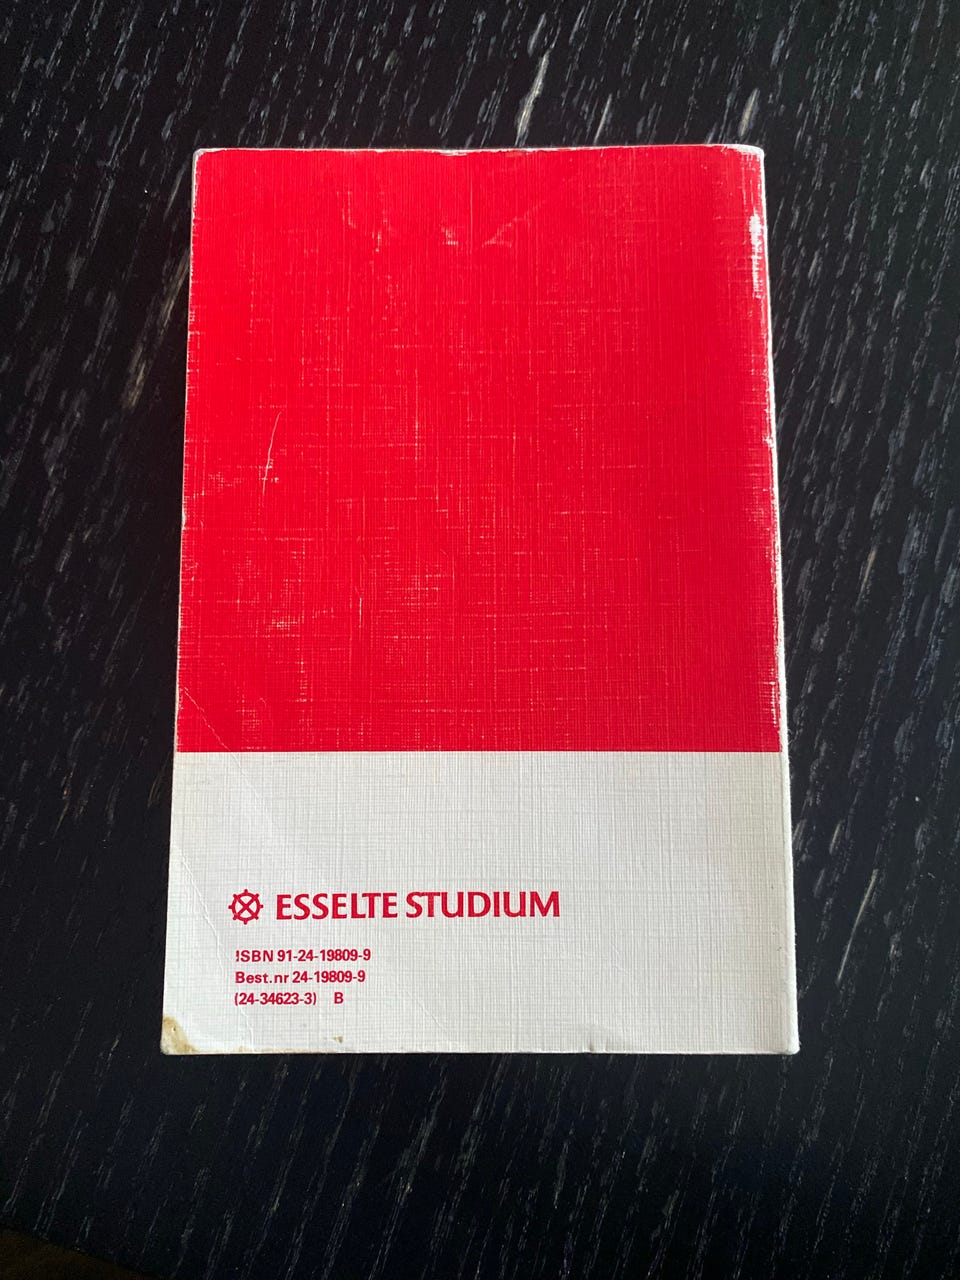 ESSELTE STUDIUM
ISBN 91-24-19809-9
Best.nr 24-19809-9
(24-34623-3) B